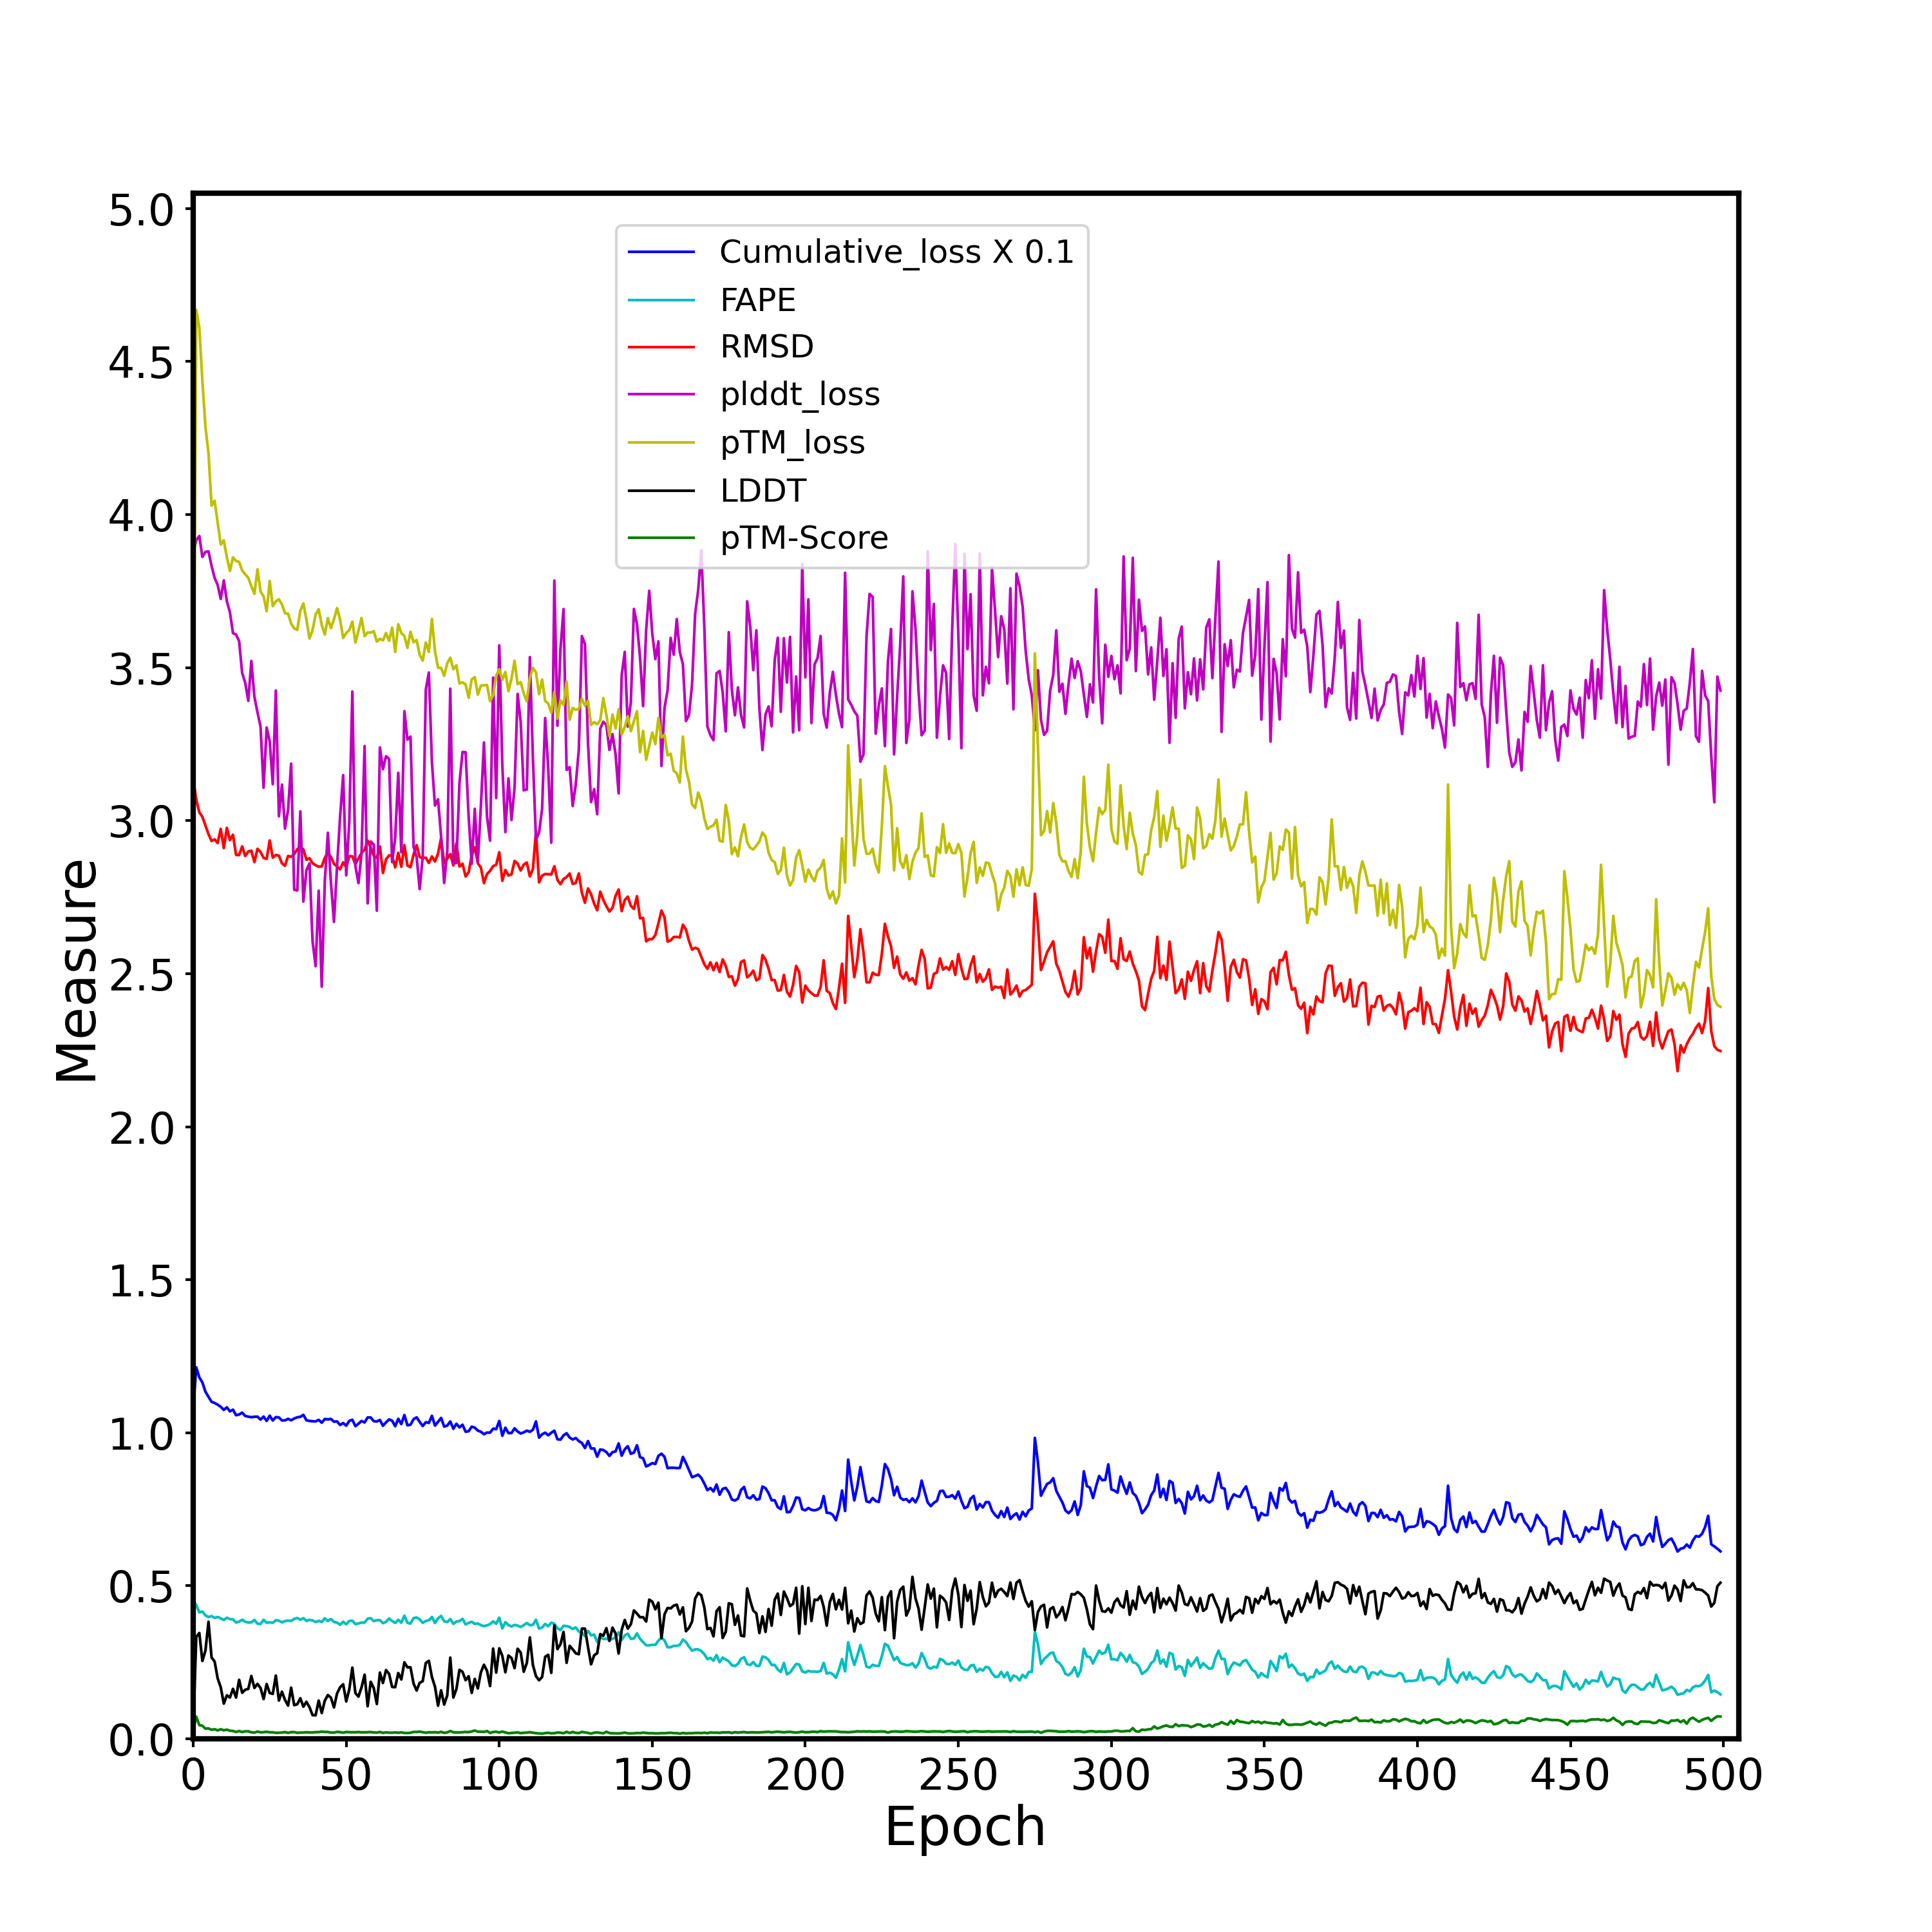 Cumulative_loss X 0.1
FAPE
RMSD
plddt_loss
pTM_loss
LDDT
pTM-Score
5.0
4.5
4.0
3.5
3.0
2.5
2.0
1.5
1.0
0.5
0.0
Measure
0 50 100 150 200 250 300 350 400 450 500
Epoch